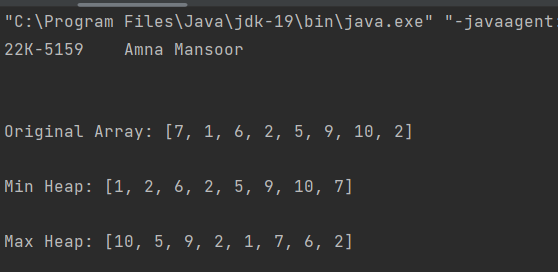 "C:\Program Files\Java\jdk-19\bin\java.exe" "-javaagent:
22K-5159    Amna Mansoor
Original Array: [7, 1, 6, 2, 5, 9, 10, 2]
Min Heap: [1, 2, 6, 2, 5, 9, 10, 7]
Max Heap: [10, 5, 9, 2, 1, 7, 6, 2]